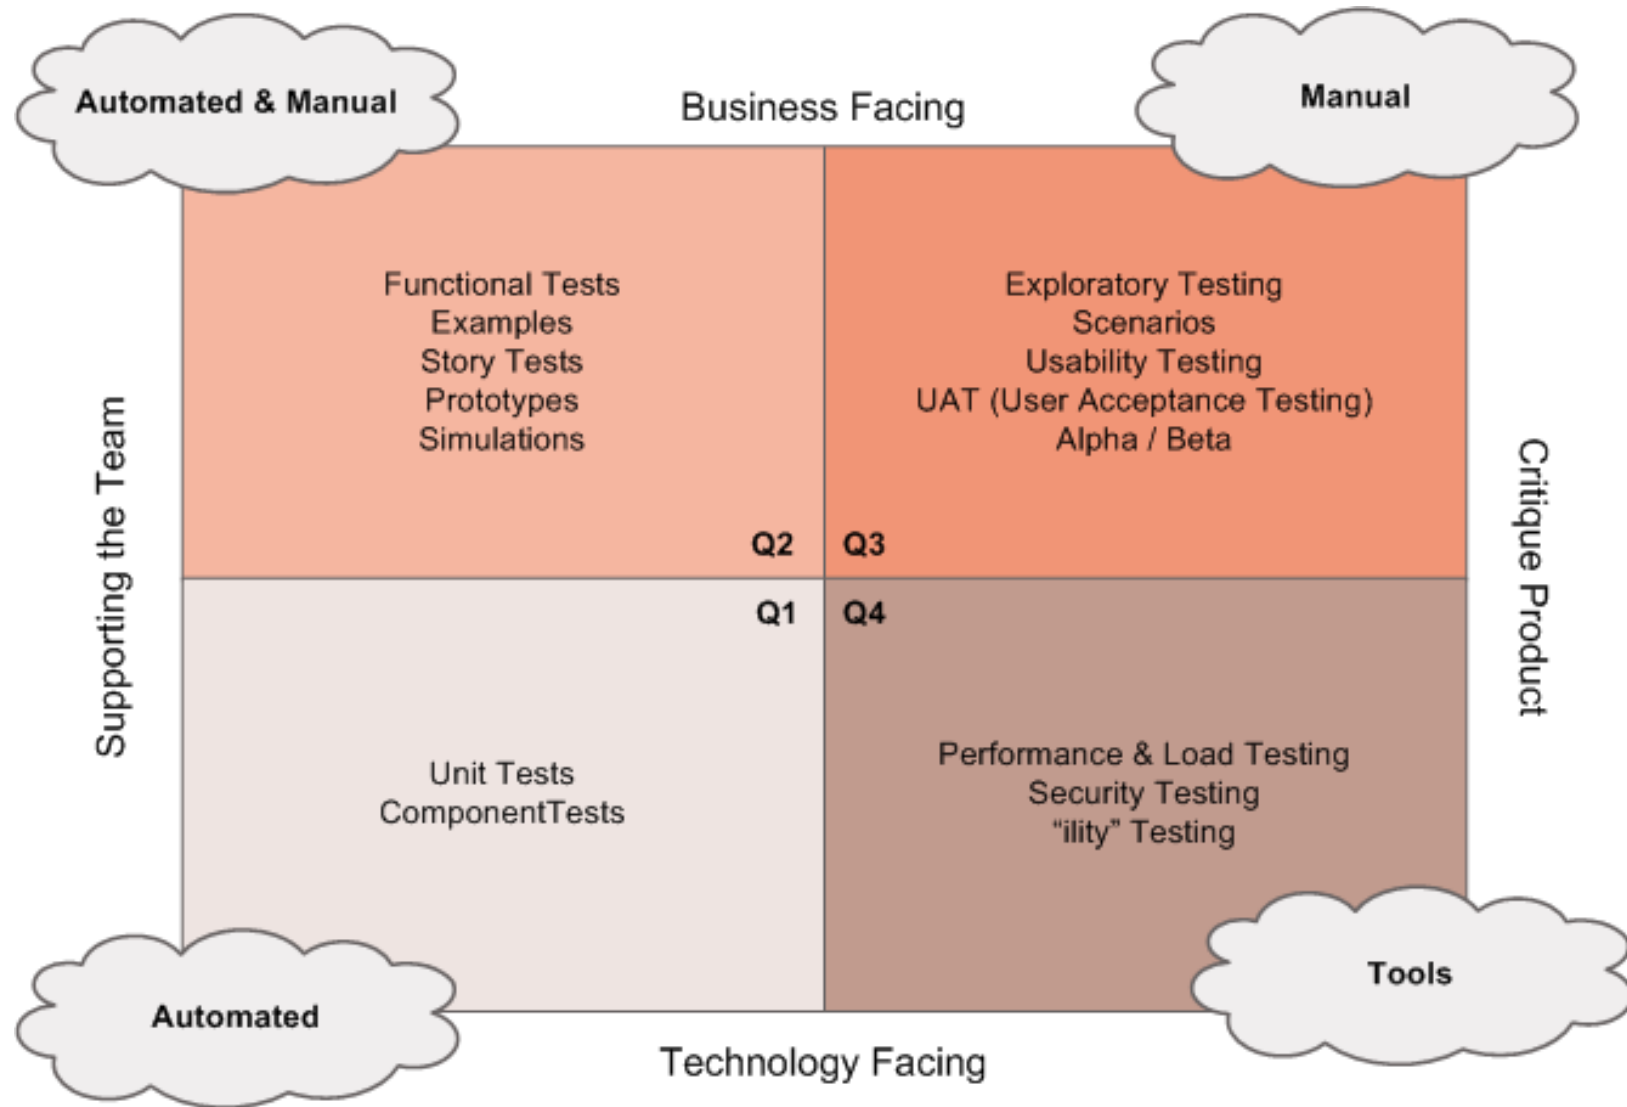 Automated & Manual
Business Facing
Manual
Functional Tests
Examples
Story Tests
Prototypes
Simulations
Q2
Exploratory Testing
Scenarios
Usability Testing
UAT (User Acceptance Testing)
Alpha / Beta
Q3
Supporting the Team
Critique Product
Q1
Unit Tests
ComponentTests
Q4
Performance & Load Testing
Security Testing
“ility” Testing
Automated
Technology Facing
Tools